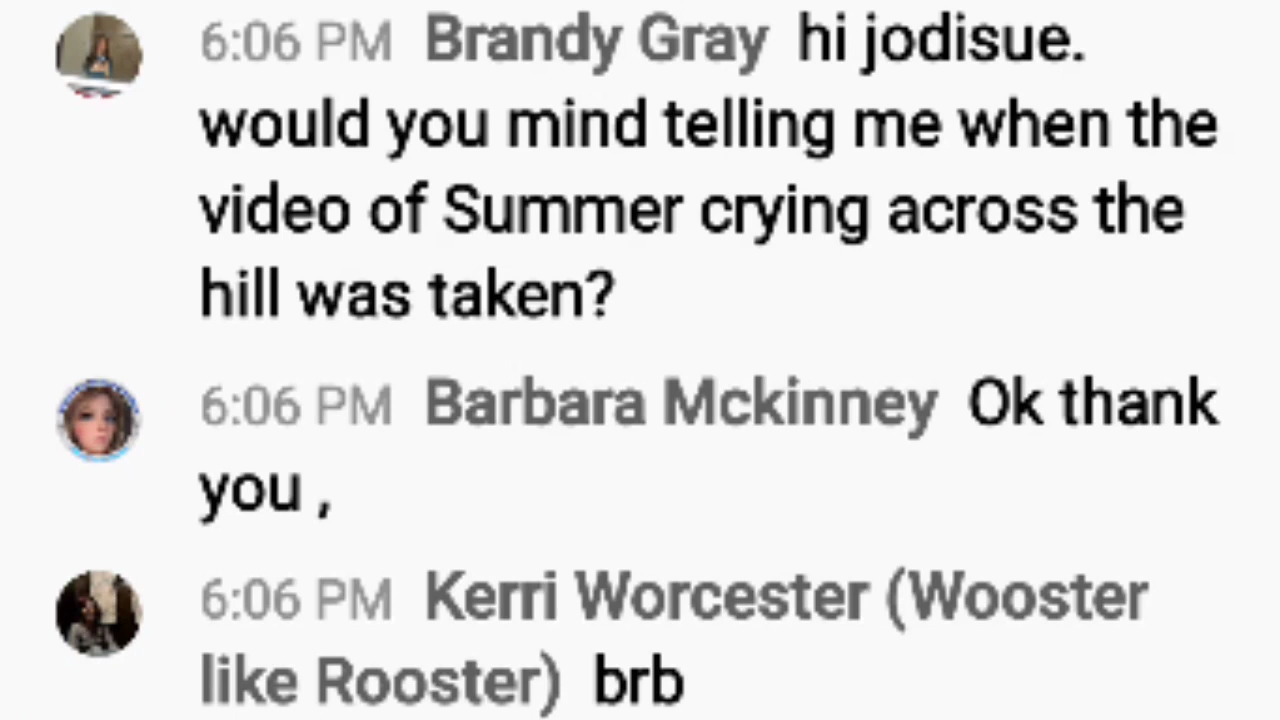 6:06 PM Brandy Gray hi jodisue.
would you mind telling me when the
video of Summer crying across the
hill was taken?
6:06 PM Barbara Mckinney Ok thank
you ,
6:06 PM Kerri Worcester (Wooster
like Rooster) brb